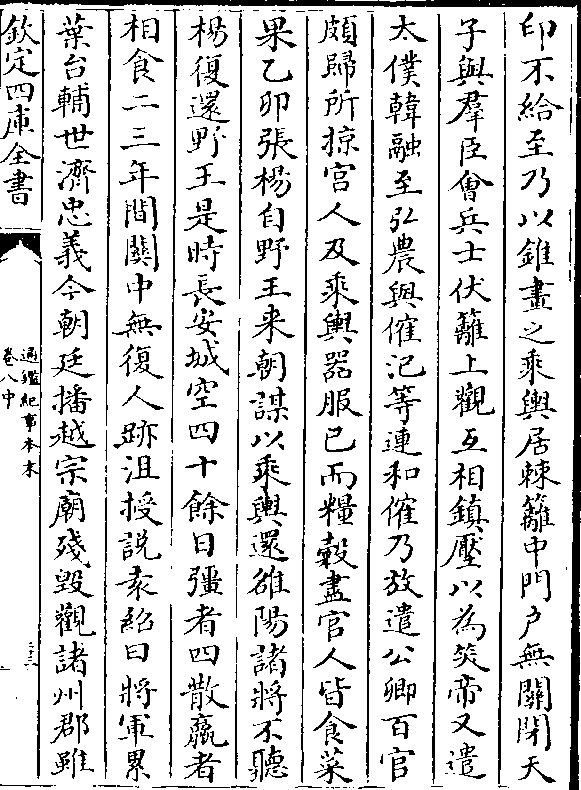 印不給至乃以錐畫之乘輿居棘籬中門戶無關閉天
子與羣臣會兵士伏籬上觀互相鎮壓以為笑帝又遣
太僕韓融至弘農與傕汜等連和傕乃放遣公卿百官
頗歸所掠宫人及乘輿器服已而糧穀盡宫人皆食菜
果乙卯張楊自野王来朝謀以乘輿還雒陽諸將不聽
楊復還野王是時長安城空四十餘日彊者四散羸者
相食二三年間闗中無復人跡沮授説袁紹曰將軍累
葉台輔世濟忠義今朝廷播越宗廟殘毁觀諸州郡雖
欽定四庫全書
通鑑紀事本末
卷八中